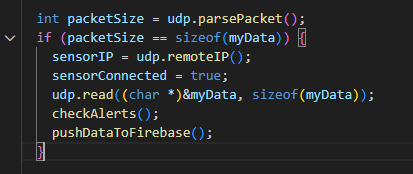 int packetSize = udp.parsePacket();
if (packetSize == sizeof(myData)) {
sensorIP = udp.remoteIP();
sensorConnected = true;
udp.read((char *)&myData, sizeof(myData));
checkAlerts();
pushDataToFirebase();
}